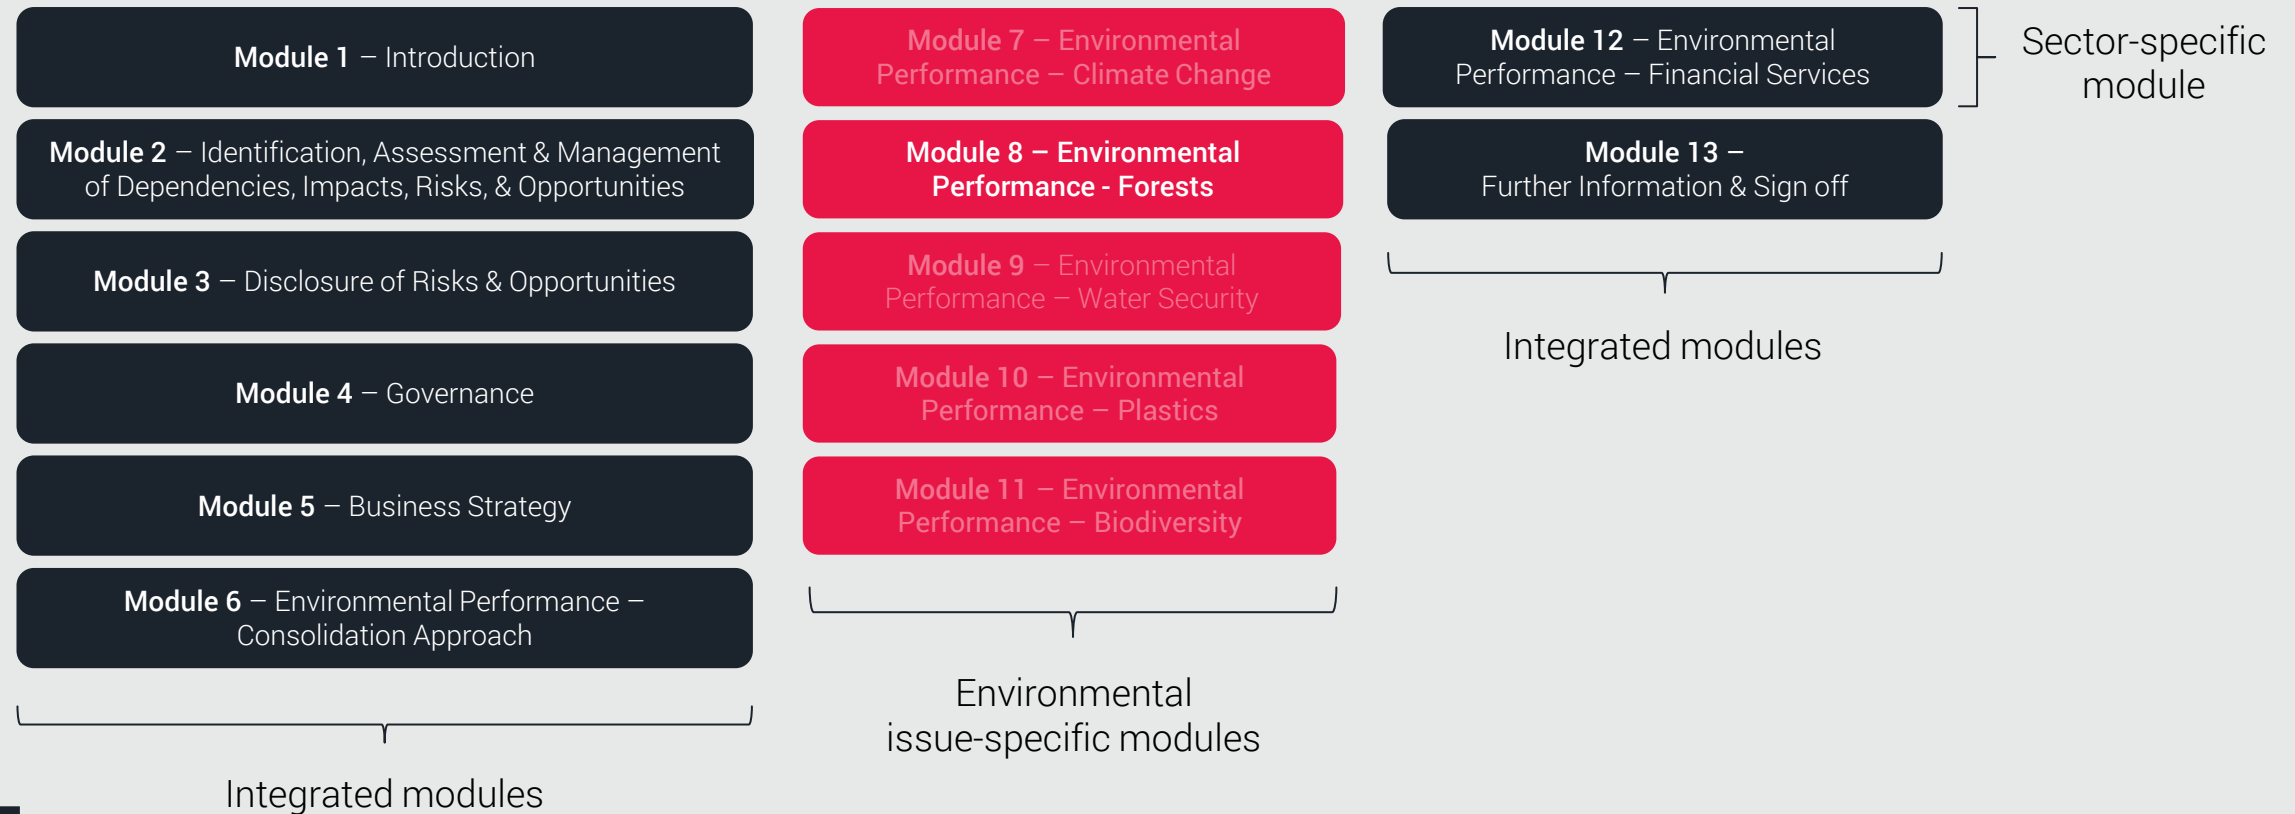 Module 1 – Introduction
Module 2 – Identification, Assessment & Management
of Dependencies, Impacts, Risks, & Opportunities
Module 3 – Disclosure of Risks & Opportunities
Module 4 – Governance
Module 5 – Business Strategy
Module 6 – Environmental Performance –
Consolidation Approach
Integrated modules
Module 7 – Environmental
Performance – Climate Change
Module 8 – Environmental
Performance - Forests
Module 9 – Environmental
Performance – Water Security
Module 10 – Environmental
Performance – Plastics
Module 11 – Environmental
Performance – Biodiversity
Environmental
issue-specific modules
Module 12 – Environmental
Performance – Financial Services
Module 13 –
Further Information & Sign off
Integrated modules
Sector-specific
module